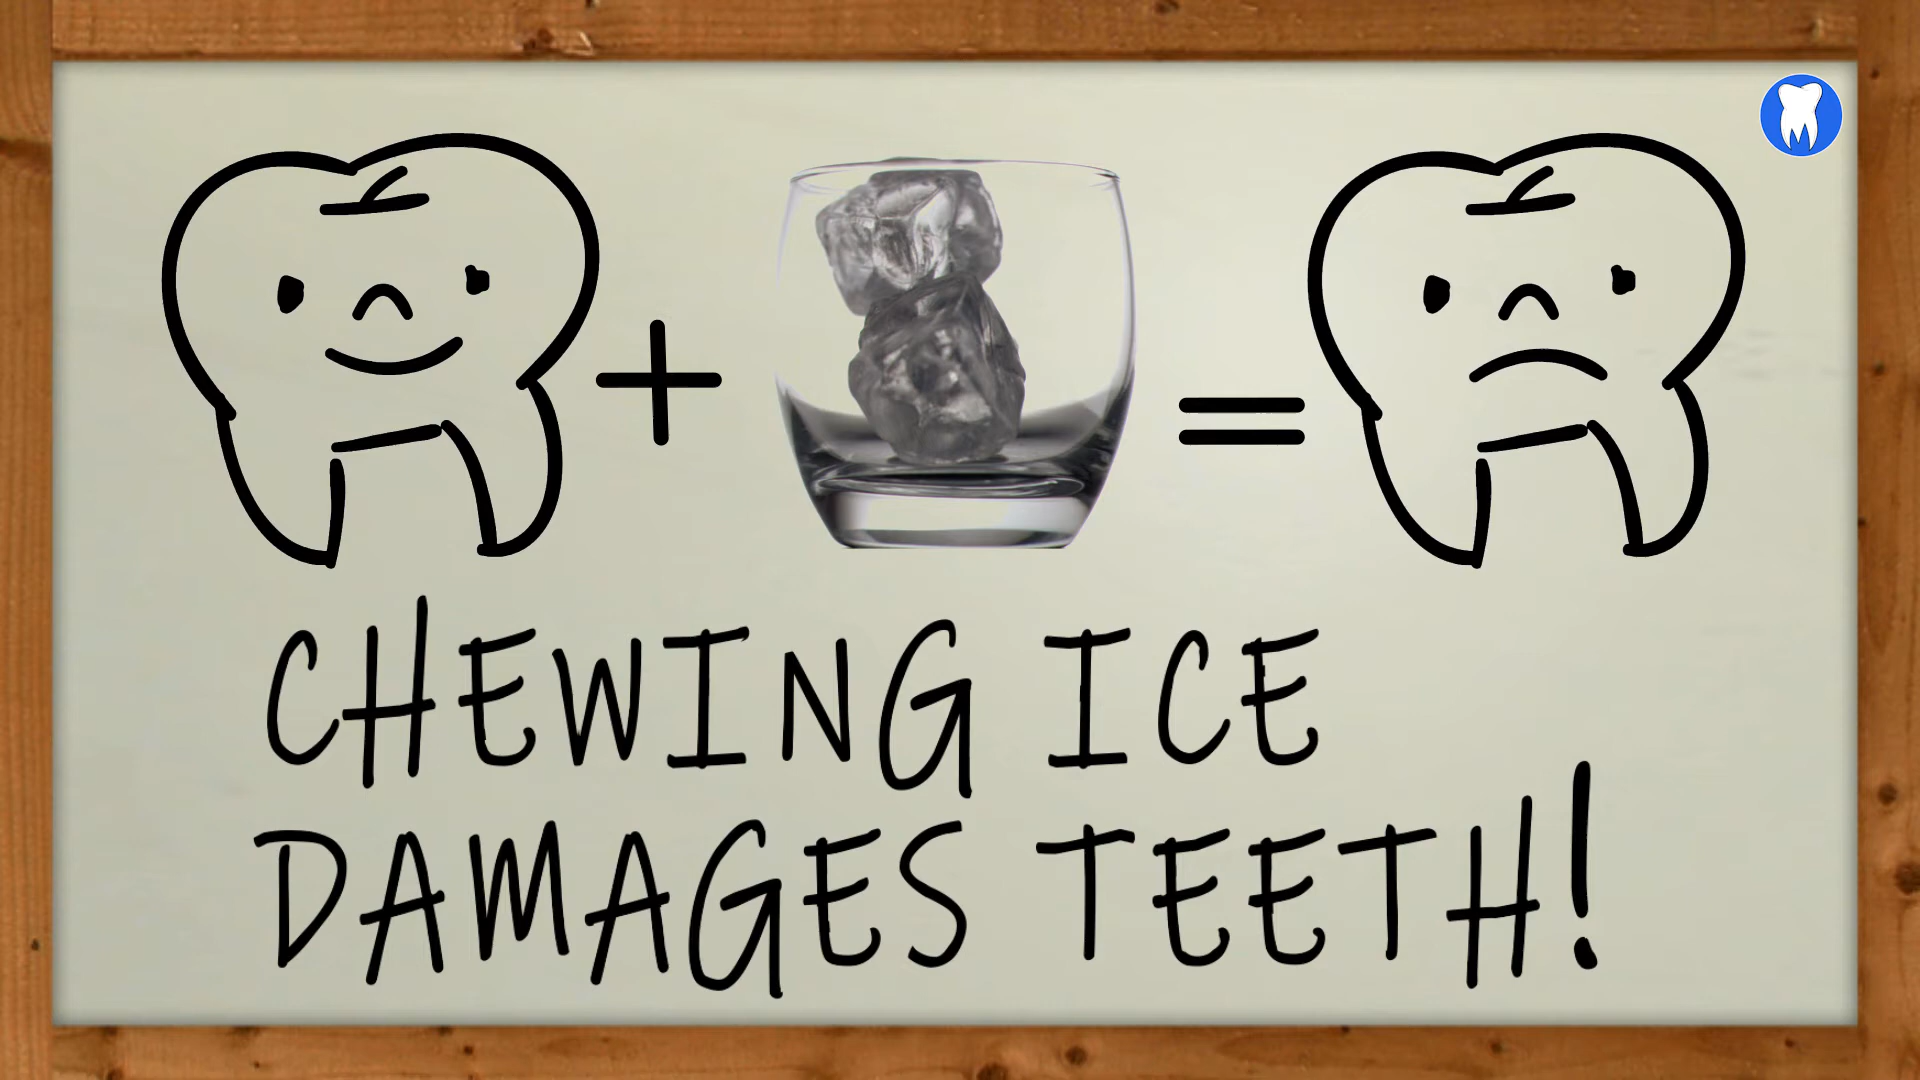 +
=
CHEWING ICE
DAMAGES TEETH!